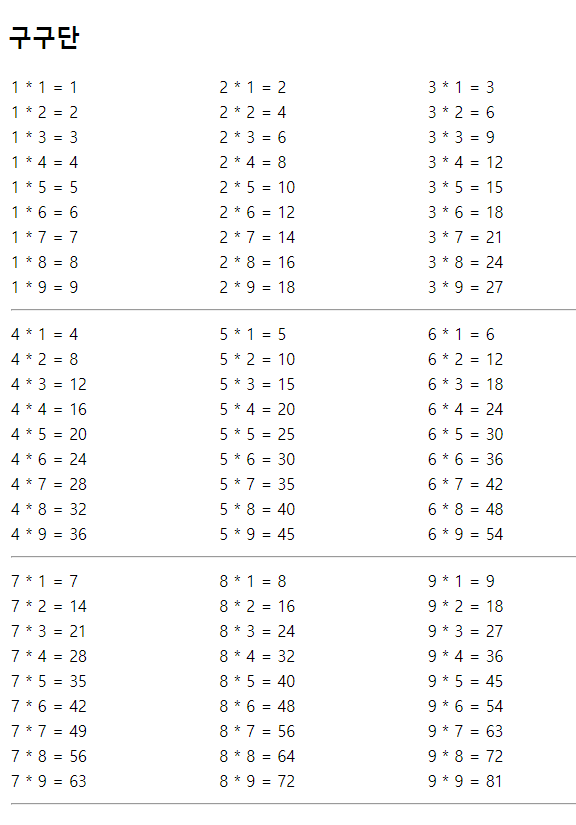 구구단
1 * 1 = 1 2 * 1 = 2 3 * 1 = 3
1 * 2 = 2 2 * 2 = 4 3 * 2 = 6
1 * 3 = 3 2 * 3 = 6 3 * 3 = 9
1 * 4 = 4 2 * 4 = 8 3 * 4 = 12
1 * 5 = 5 2 * 5 = 10 3 * 5 = 15
1 * 6 = 6 2 * 6 = 12 3 * 6 = 18
1 * 7 = 7 2 * 7 = 14 3 * 7 = 21
1 * 8 = 8 2 * 8 = 16 3 * 8 = 24
1 * 9 = 9 2 * 9 = 18 3 * 9 = 27
4 * 1 = 4 5 * 1 = 5 6 * 1 = 6
4 * 2 = 8 5 * 2 = 10 6 * 2 = 12
4 * 3 = 12 5 * 3 = 15 6 * 3 = 18
4 * 4 = 16 5 * 4 = 20 6 * 4 = 24
4 * 5 = 20 5 * 5 = 25 6 * 5 = 30
4 * 6 = 24 5 * 6 = 30 6 * 6 = 36
4 * 7 = 28 5 * 7 = 35 6 * 7 = 42
4 * 8 = 32 5 * 8 = 40 6 * 8 = 48
4 * 9 = 36 5 * 9 = 45 6 * 9 = 54
7 * 1 = 7 8 * 1 = 8 9 * 1 = 9
7 * 2 = 14 8 * 2 = 16 9 * 2 = 18
7 * 3 = 21 8 * 3 = 24 9 * 3 = 27
7 * 4 = 28 8 * 4 = 32 9 * 4 = 36
7 * 5 = 35 8 * 5 = 40 9 * 5 = 45
7 * 6 = 42 8 * 6 = 48 9 * 6 = 54
7 * 7 = 49 8 * 7 = 56 9 * 7 = 63
7 * 8 = 56 8 * 8 = 64 9 * 8 = 72
7 * 9 = 63 8 * 9 = 72 9 * 9 = 81